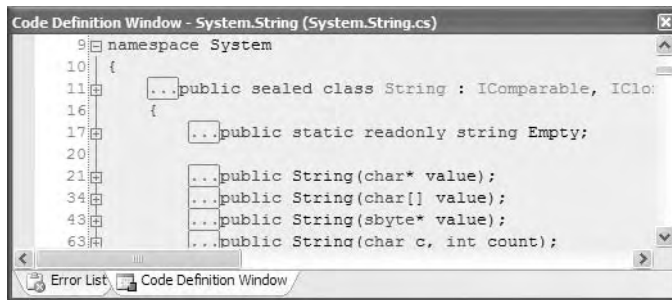 Code Definition Window - System.String (System.String.cs)
9 namespace System
10 {
11 ...public sealed class String : IComparable, IClo
16 {
17 ...public static readonly string Empty;
20
21 ...public String(char* value);
34 ...public String(char[] value);
43 ...public String(sbyte* value);
63 ...public String(char c, int count);
Error List Code Definition Window